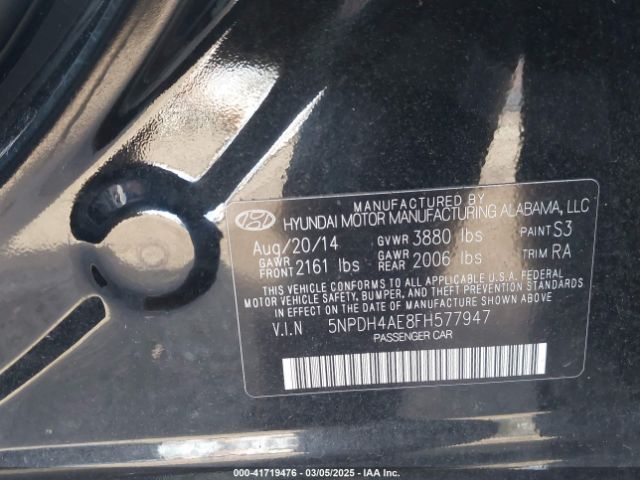 MANUFACTURED BY
HYUNDAI MOTOR MANUFACTURING ALABAMA, LLC
Aug/20/14 GVWR 3880 lbs PAINT S3
GAWR FRONT 2161 lbs GAWR REAR 2006 lbs TRIM RA
THIS VEHICLE CONFORMS TO ALL APPLICABLE U.S.A. FEDERAL
MOTOR VEHICLE SAFETY, BUMPER, AND THEFT PREVENTION STANDARDS
IN EFFECT ON THE DATE OF MANUFACTURE SHOWN ABOVE
V.I.N 5NPDH4AE8FH577947
PASSENGER CAR
000-41719476 - 03/05/2025 - IAA Inc.